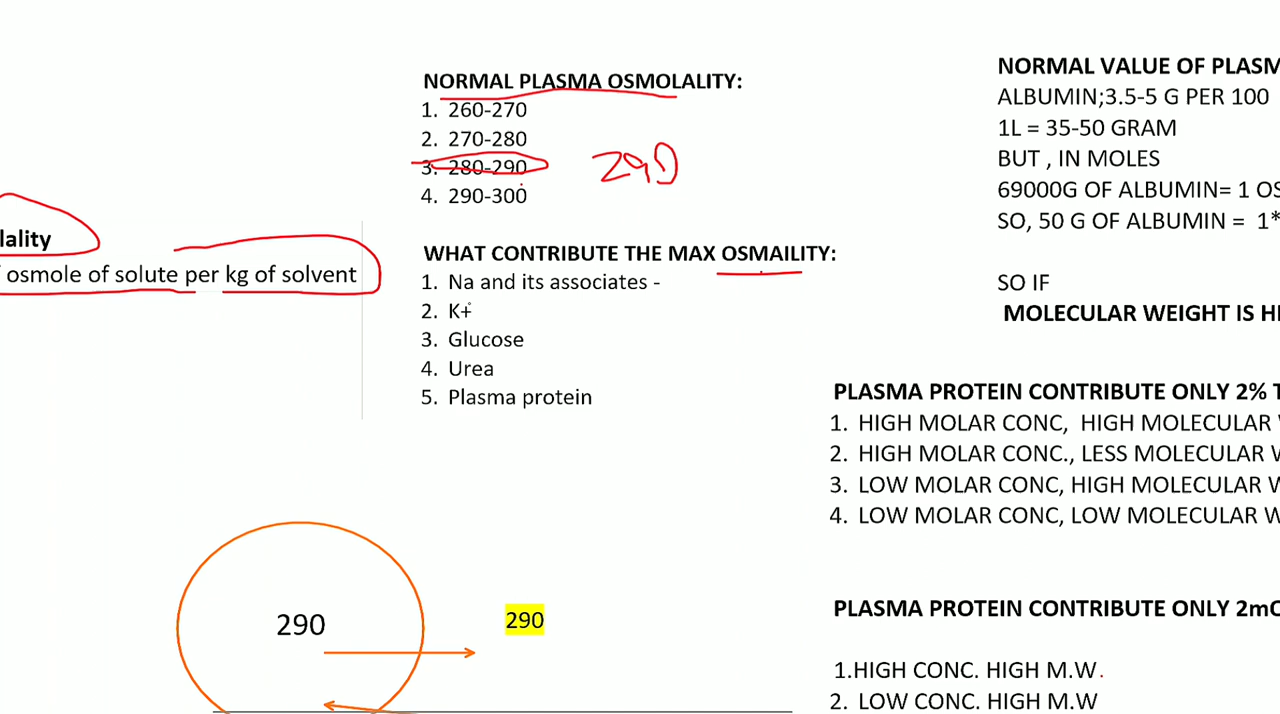 NORMAL PLASMA OSMOLALITY:
1. 260-270
2. 270-280
3. 280-290
4. 290-300
290
lality
osmole of solute per kg of solvent
WHAT CONTRIBUTE THE MAX OSMAILITY:
1. Na and its associates -
2. K+
3. Glucose
4. Urea
5. Plasma protein
290
290
NORMAL VALUE OF PLASM
ALBUMIN;3.5-5 G PER 100
1L = 35-50 GRAM
BUT , IN MOLES
69000G OF ALBUMIN= 1 OS
SO, 50 G OF ALBUMIN = 1*
SO IF
MOLECULAR WEIGHT IS HI
PLASMA PROTEIN CONTRIBUTE ONLY 2% T
1. HIGH MOLAR CONC, HIGH MOLECULAR
2. HIGH MOLAR CONC., LESS MOLECULAR W
3. LOW MOLAR CONC, HIGH MOLECULAR W
4. LOW MOLAR CONC, LOW MOLECULAR W
PLASMA PROTEIN CONTRIBUTE ONLY 2mO
1.HIGH CONC. HIGH M.W.
2. LOW CONC. HIGH M.W